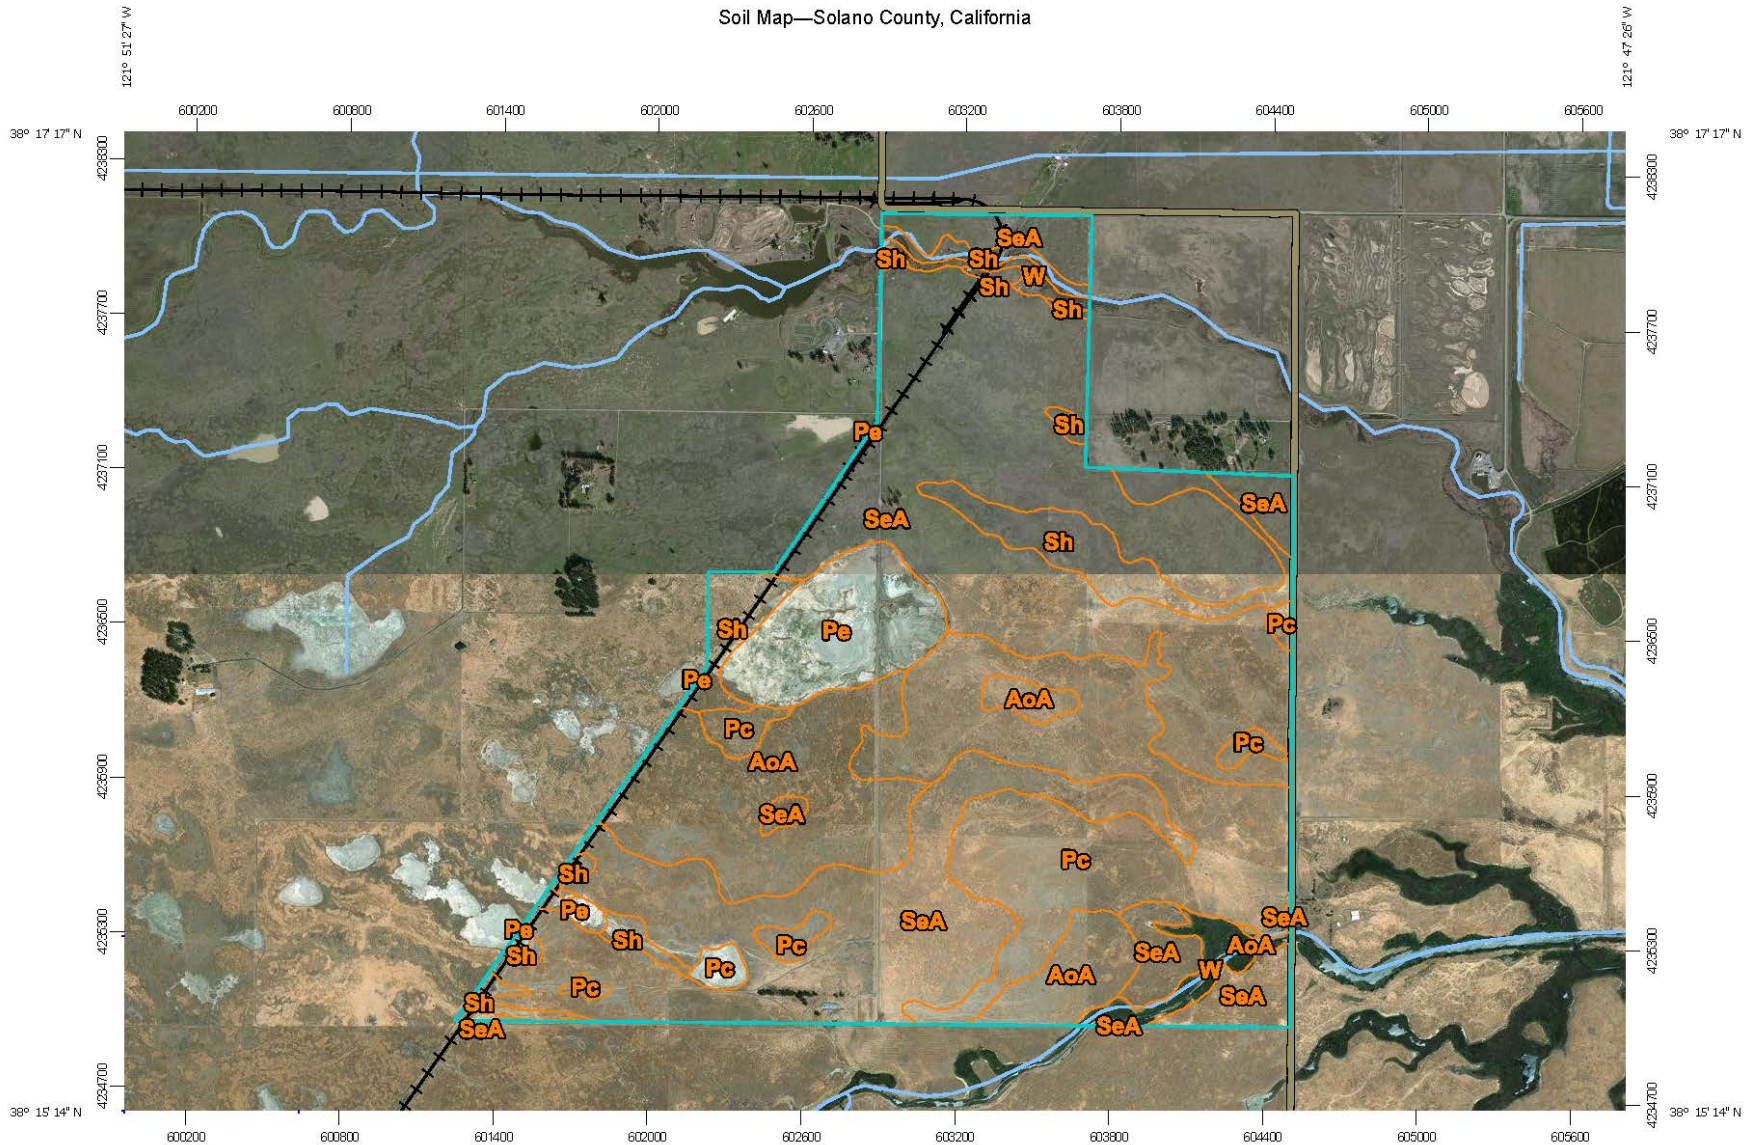 Soil Map—Solano County, California
121° 51' 27" W
121° 47' 26" W
600200 600800 601400 602000 602600 603200 603800 604400 605000 605600
38° 17' 17" N
38° 17' 17" N
4238300
4238300
SeA
Sh Sh
W
Sh
Sh
4237700
4237700
Sh
Pe
4237100
4237100
SeA
SeA
Sh
4236500
4236500
Pc
Sh Pe
Pe
AoA
Pc
Pc
AoA
4235900
4235900
SeA
Pc
Sh
Pe
SeA
SeA
Pe
4235300
4235300
Sh
Pc
AoA
Sh
SeA
Pc
W
AoA
Pc
SeA
Sh
SeA
SeA
4234700
4234700
38° 15' 14" N
38° 15' 14" N
600200 600800 601400 602000 602600 603200 603800 604400 605000 605600